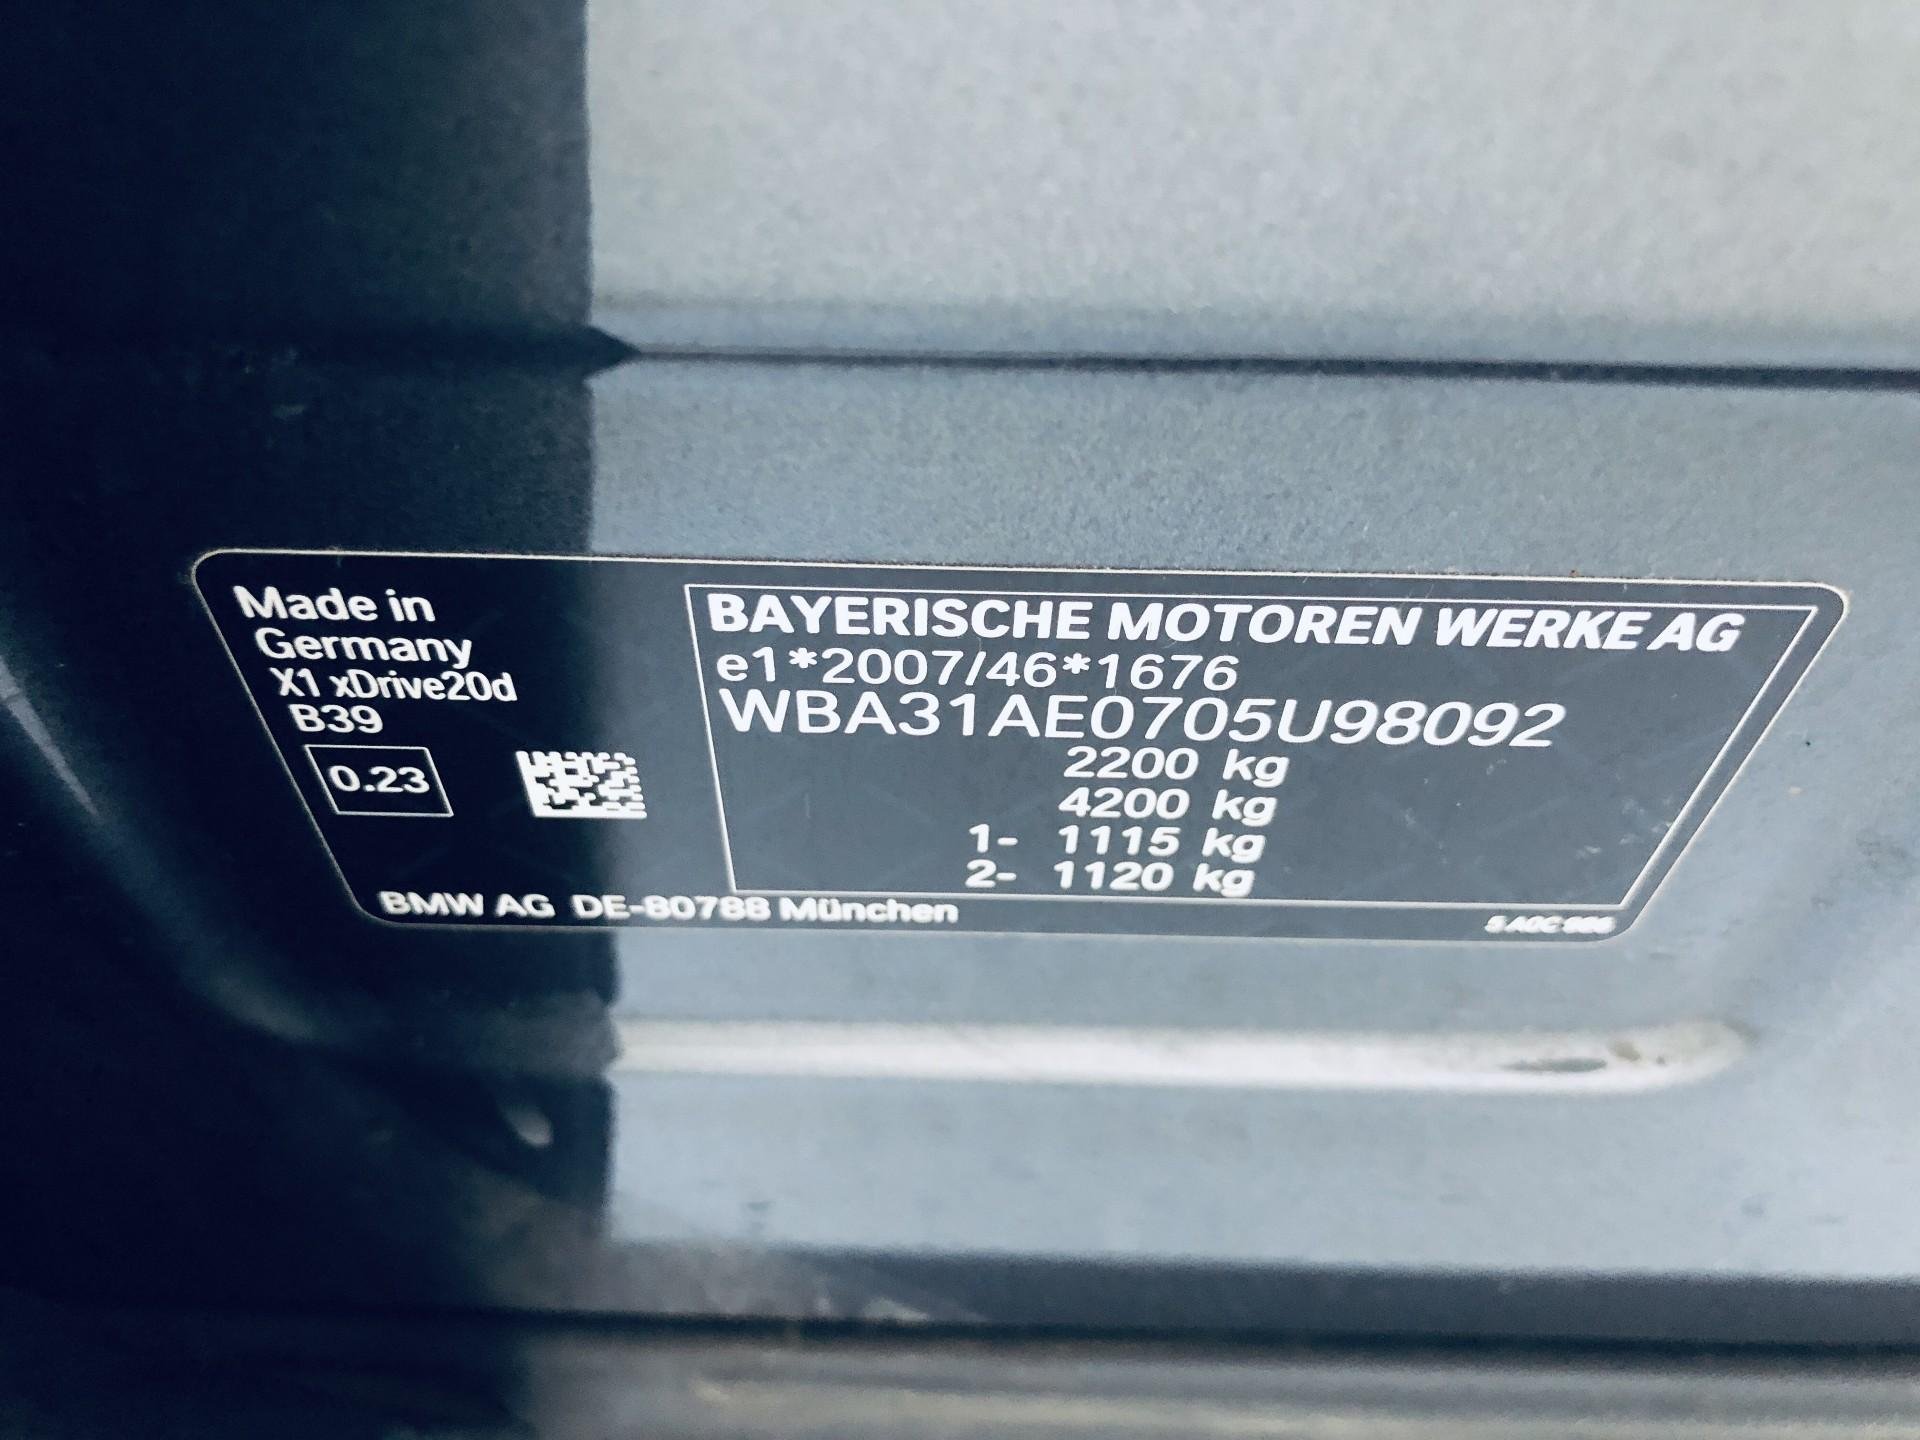 Made in
Germany
X1 xDrive20d
B39
0.23
BAYERISCHE MOTOREN WERKE AG
e1*2007/46*1676
WBA31AE0705U98092
2200 kg
4200 kg
1- 1115 kg
2- 1120 kg
BMW AG DE-80788 München